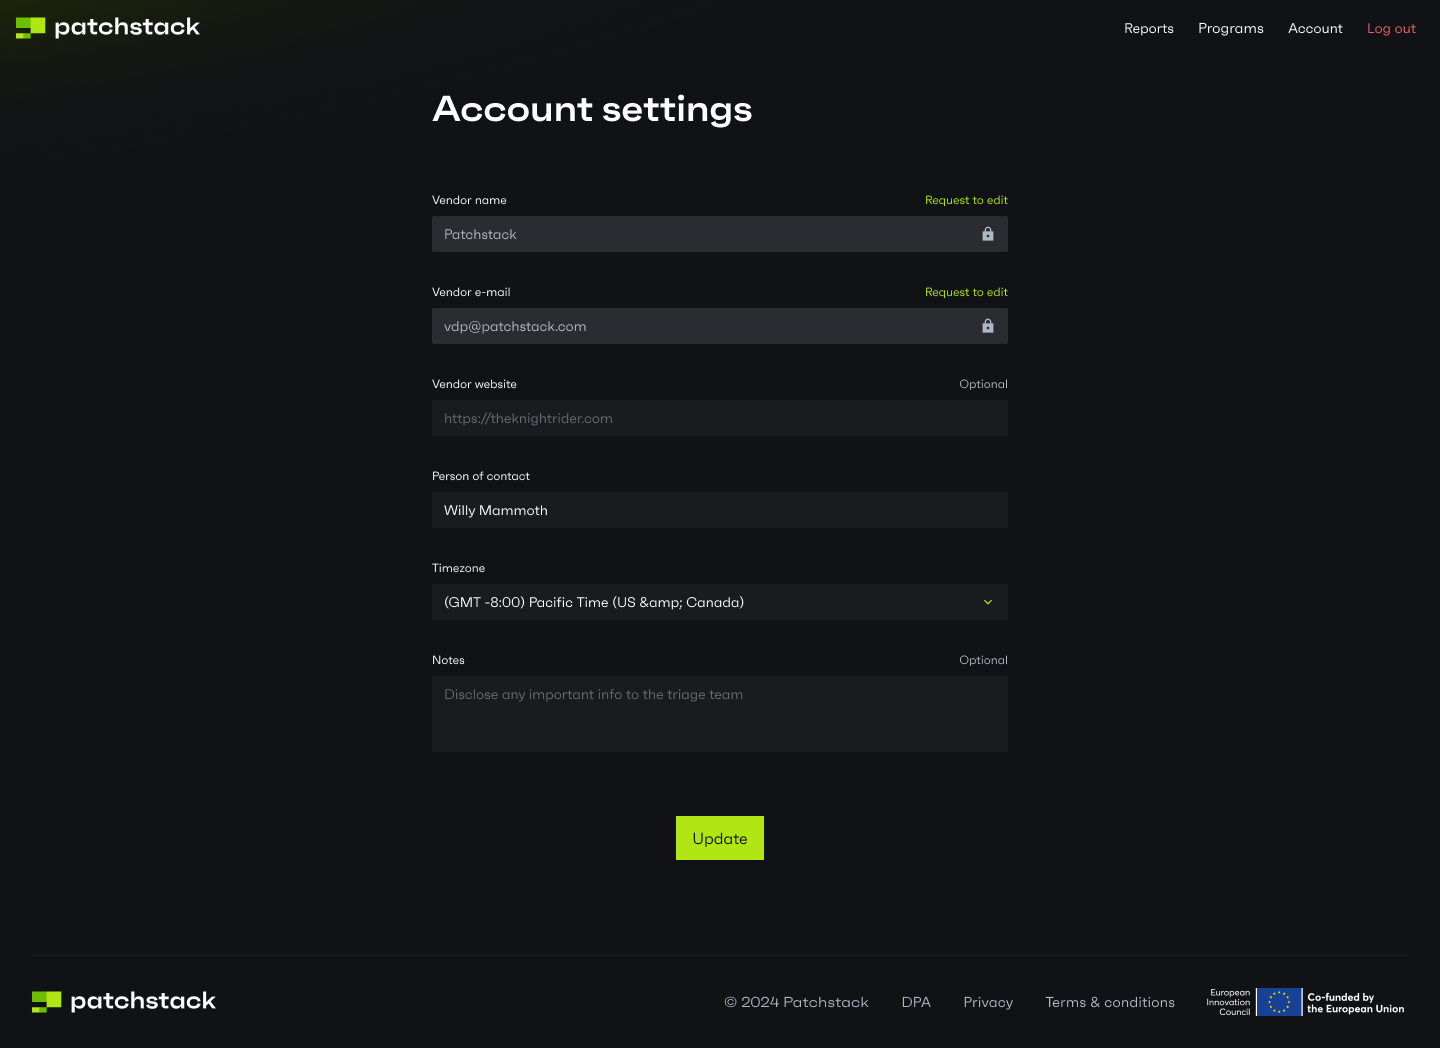 patchstack
Reports Programs Account Log out
Account settings
Vendor name Request to edit
Patchstack
Vendor e-mail Request to edit
vdp@patchstack.com
Vendor website Optional
https://theknightrider.com
Person of contact
Willy Mammoth
Timezone
(GMT -8:00) Pacific Time (US &amp; Canada)
Notes Optional
Disclose any important info to the triage team
Update
patchstack
© 2024 Patchstack DPA Privacy Terms & conditions
European
Innovation
Council
Co-funded by
the European Union